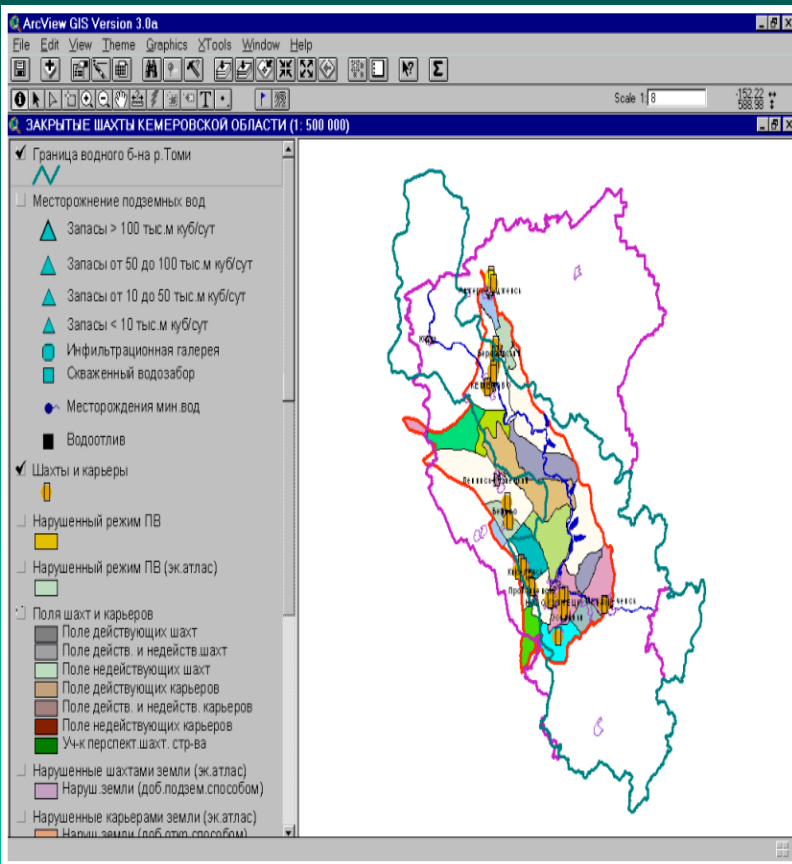 ArcView GIS Version 3.0a
File Edit View Theme Graphics XTools Window Help
Scale 1: 8
-152.22
588.98
ЗАКРЫТЫЕ ШАХТЫ КЕМЕРОВСКОЙ ОБЛАСТИ (1: 500 000)
Граница водного б-на р.Томи
Месторожнение подземных вод
Запасы > 100 тыс.м куб/сут
Запасы от 50 до 100 тыс.м куб/сут
Запасы от 10 до 50 тыс.м куб/сут
Запасы < 10 тыс.м куб/сут
Инфильтрационная галерея
Скваженный водозабор
Месторождения мин.вод
Водоотлив
Шахты и карьеры
Нарушенный режим ПВ
Нарушенный режим ПВ (эк.атлас)
Поля шахт и карьеров
Поле действующих шахт
Поле действ. и недейств.шахт
Поле недействующих шахт
Поле действующих карьеров
Поле действ. и недейств. карьеров
Поле недействующих карьеров
Уч-к перспект.шахт. стр-ва
Нарушенные шахтами земли (эк.атлас)
Наруш.земли (доб.подзем.способом)
Нарушенные карьерами земли (эк.атлас)
Наруш.земли (доб.откр.способом)